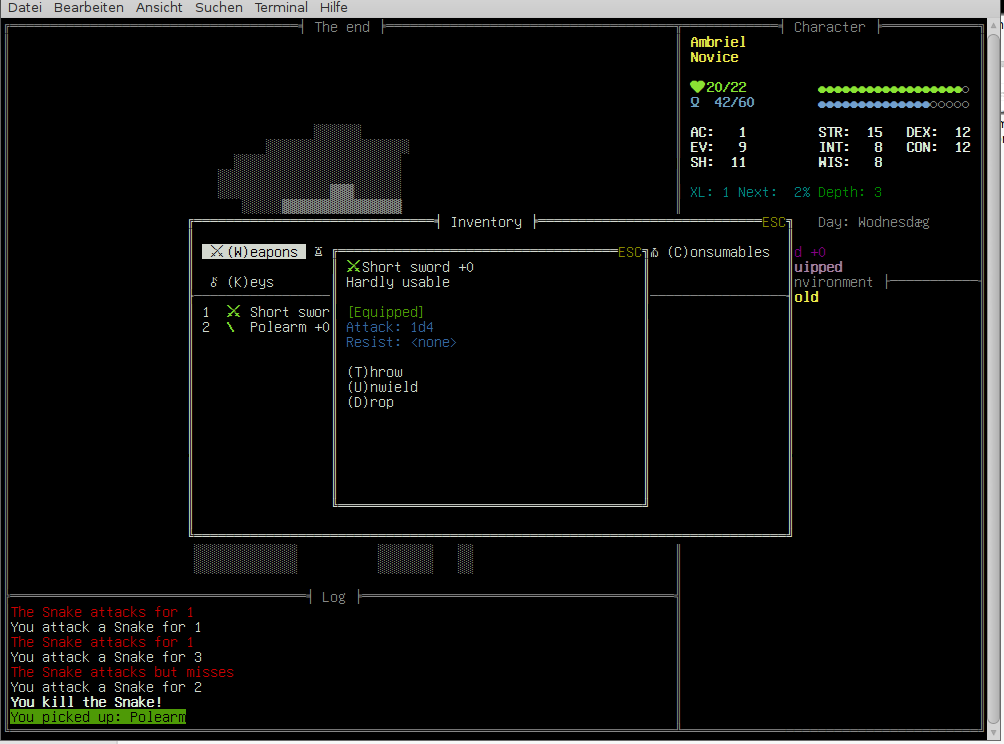 Datei Bearbeiten Ansicht Suchen Terminal Hilfe
The end
Character
Ambriel
Novice
20/22
42/60
AC: 1 STR: 15 DEX: 12
EV: 9 INT: 8 CON: 12
SH: 11 WIS: 8
XL: 1 Next: 2% Depth: 3
Day: Wodnesdæg
Inventory
ESC
(W)eapons
(C)onsumables
(K)eys
1 Short swor
2 Polearm +0
ESC
Short sword +0
Hardly usable
[Equipped]
Attack: 1d4
Resist: <none>
(T)hrow
(U)nwield
(D)rop
d +0
uipped
nvironment
old
Log
The Snake attacks for 1
You attack a Snake for 1
The Snake attacks for 1
You attack a Snake for 3
The Snake attacks but misses
You attack a Snake for 2
You kill the Snake!
You picked up: Polearm